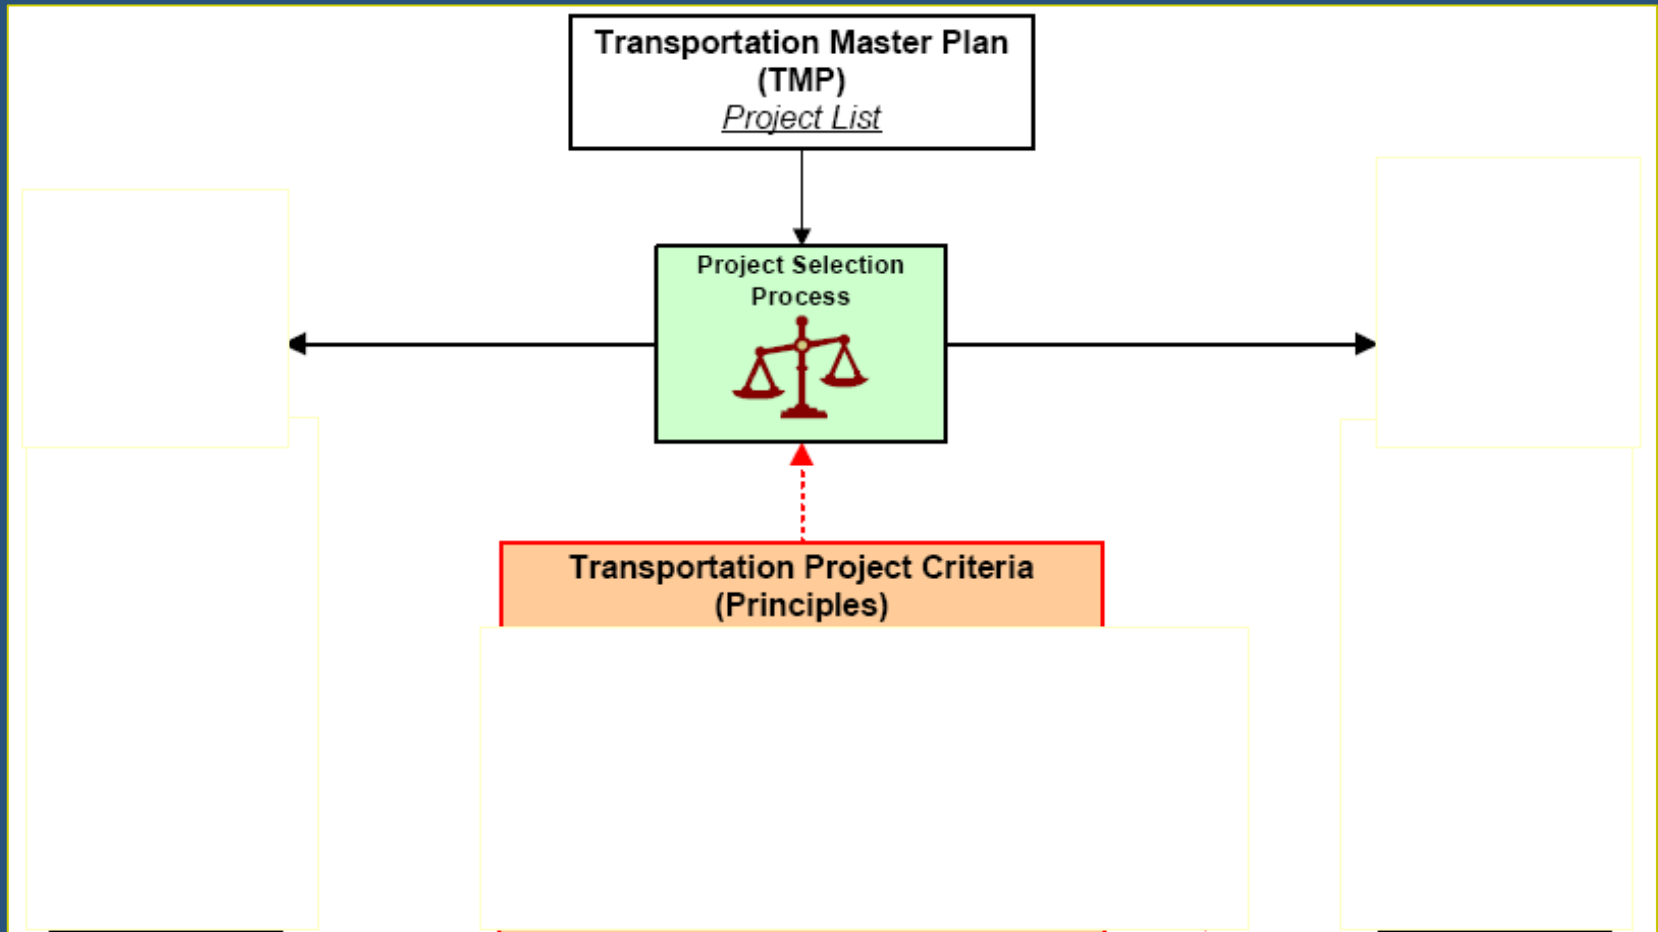 Transportation Master Plan
(TMP)
Project List
Project Selection
Process
Transportation Project Criteria
(Principles)